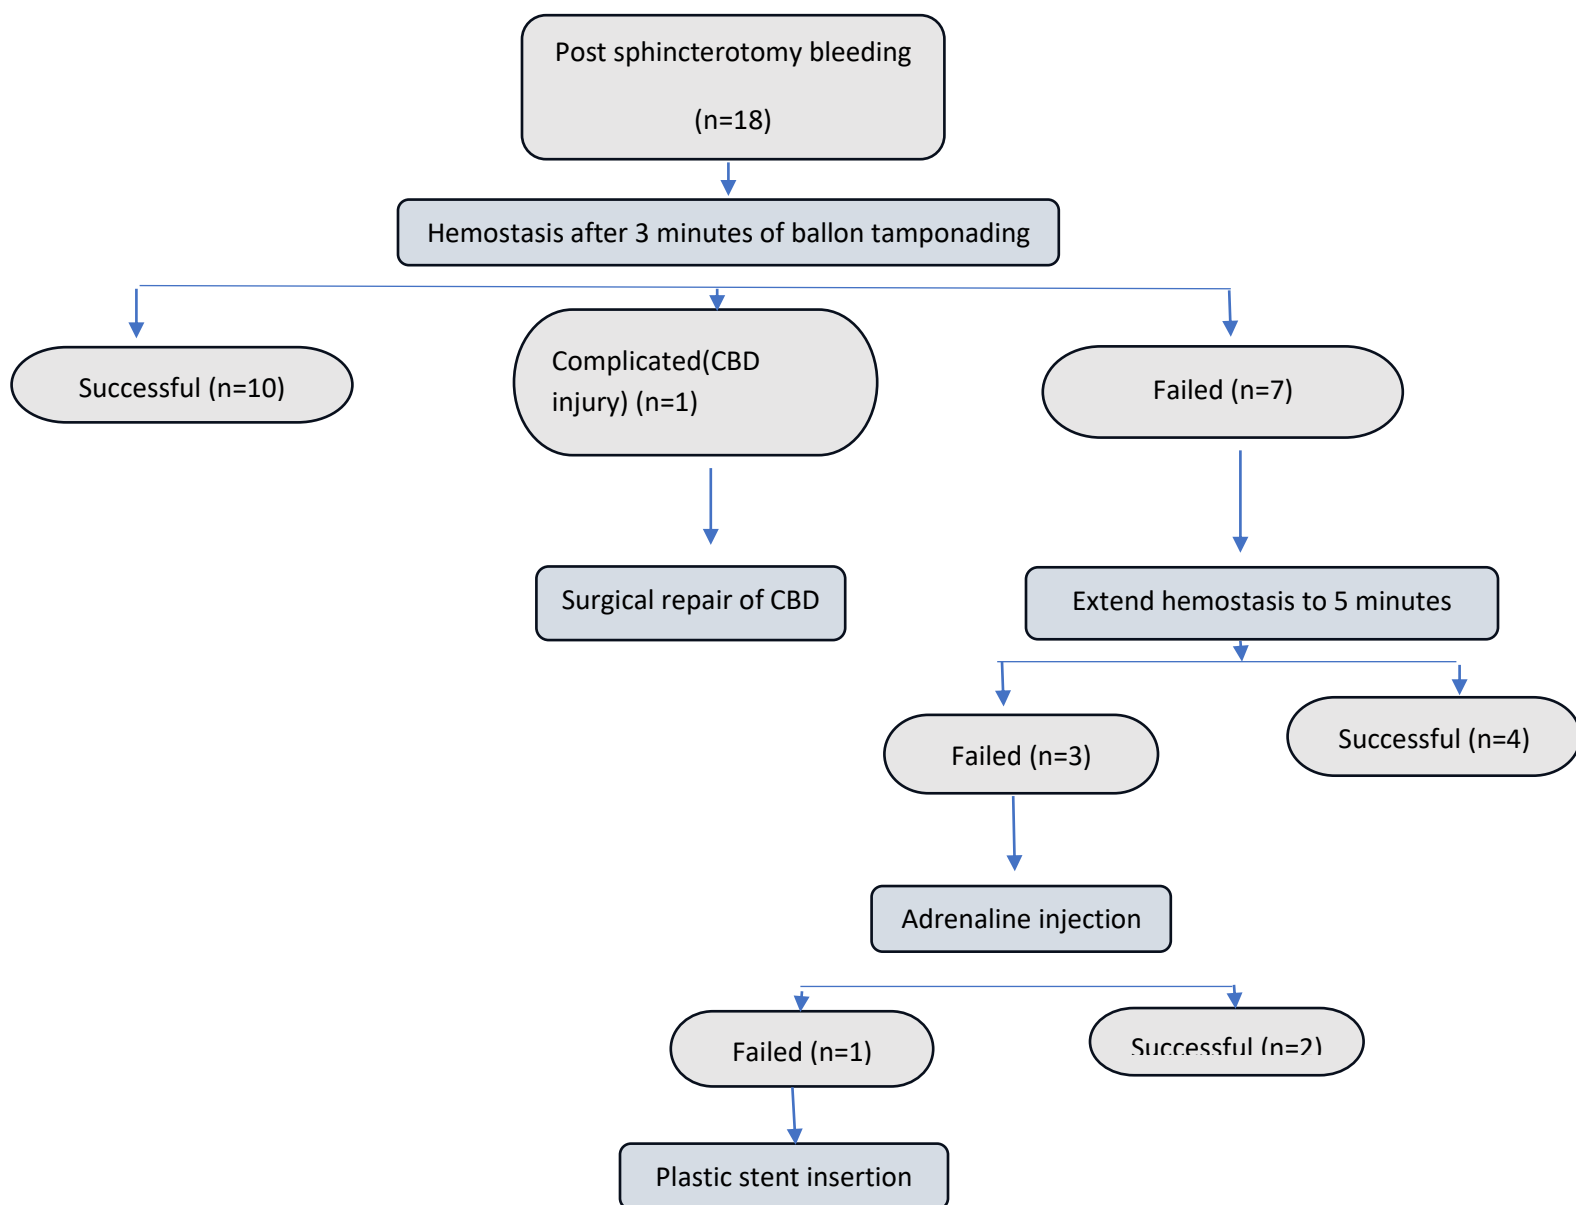 Post sphincterotomy bleeding
(n=18)
Hemostasis after 3 minutes of ballon tamponading
Successful (n=10)
Complicated(CBD
injury) (n=1)
Failed (n=7)
Surgical repair of CBD
Extend hemostasis to 5 minutes
Failed (n=3)
Successful (n=4)
Adrenaline injection
Failed (n=1)
Successful (n=2)
Plastic stent insertion